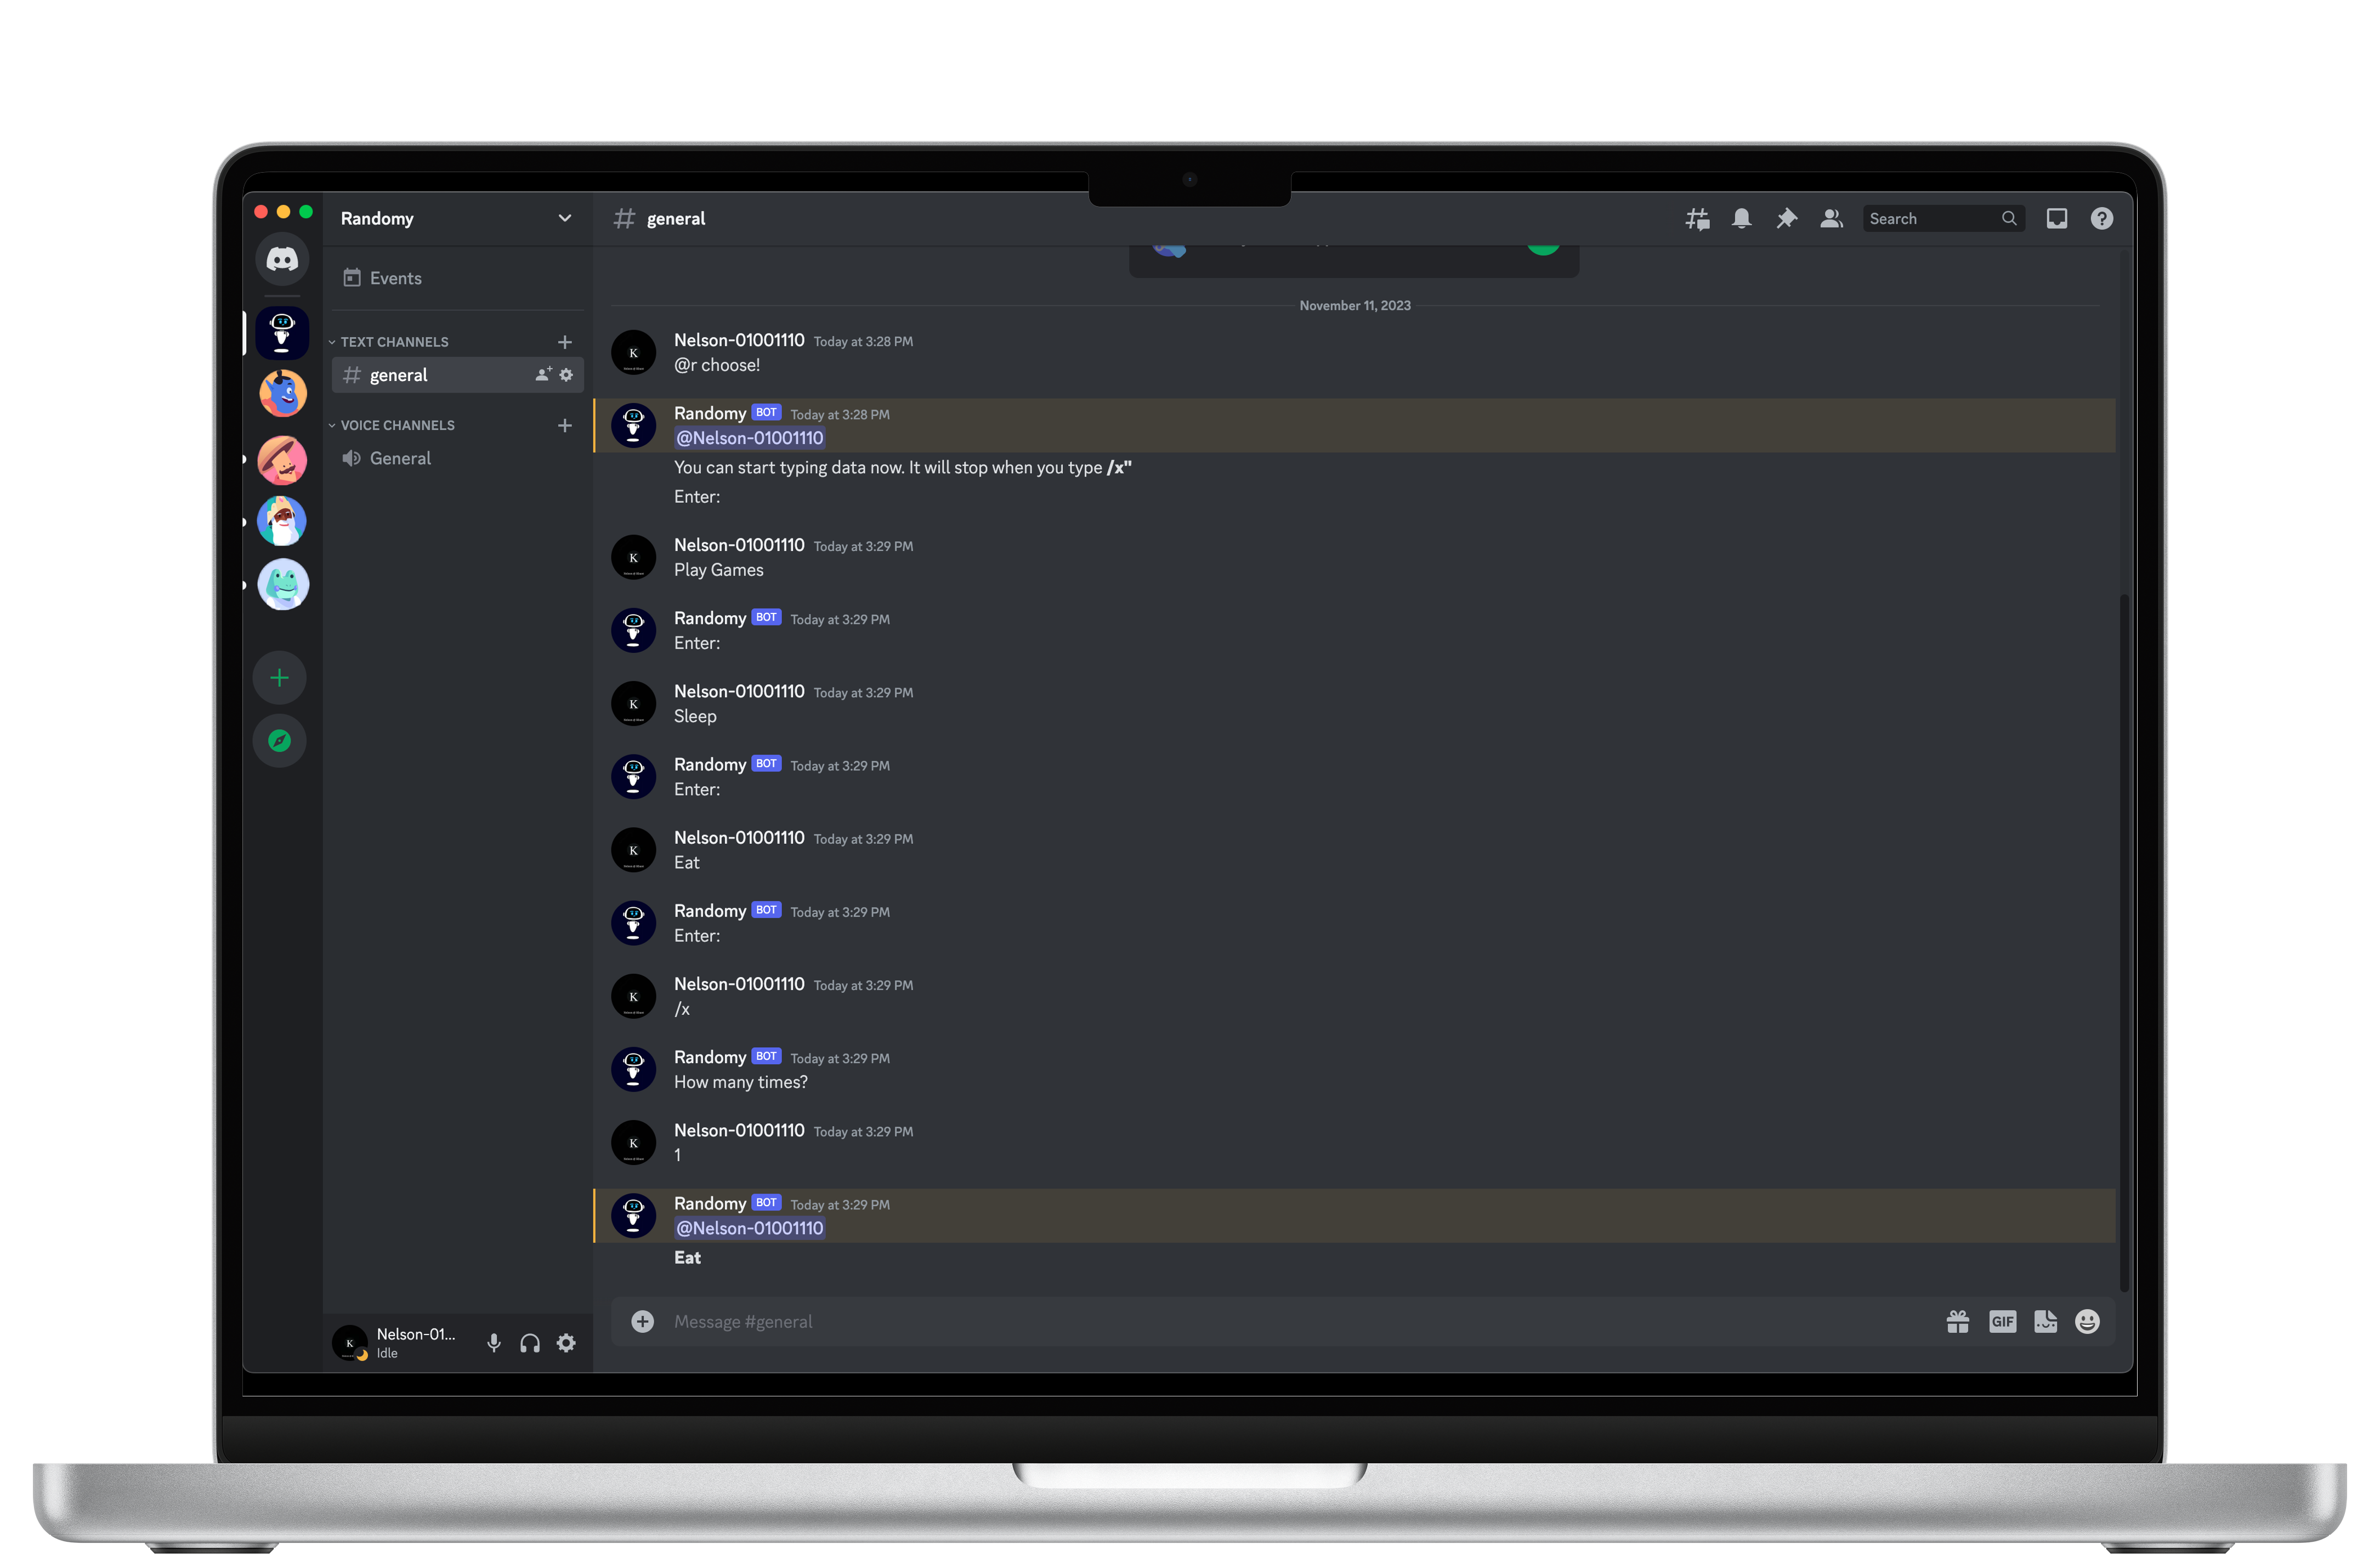 Randomy
# general
Search
Events
TEXT CHANNELS
# general
VOICE CHANNELS
General
November 11, 2023
Nelson-01001110 Today at 3:28 PM
@r choose!
Randomy BOT Today at 3:28 PM
@Nelson-01001110
You can start typing data now. It will stop when you type /x"
Enter:
Nelson-01001110 Today at 3:29 PM
Play Games
Randomy BOT Today at 3:29 PM
Enter:
Nelson-01001110 Today at 3:29 PM
Sleep
Randomy BOT Today at 3:29 PM
Enter:
Nelson-01001110 Today at 3:29 PM
Eat
Randomy BOT Today at 3:29 PM
Enter:
Nelson-01001110 Today at 3:29 PM
/x
Randomy BOT Today at 3:29 PM
How many times?
Nelson-01001110 Today at 3:29 PM
1
Randomy BOT Today at 3:29 PM
@Nelson-01001110
Eat
Message #general
GIF
Nelson-01...
Idle
K
K
K
K
K
K
K